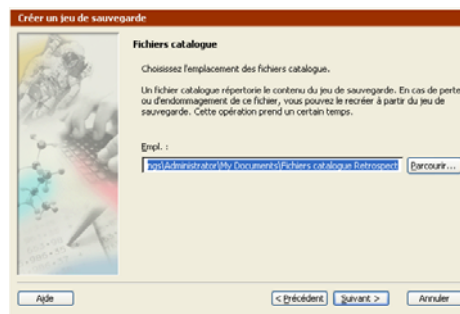 Créer un jeu de sauvegarde
Fichiers catalogue
Choisissez l'emplacement des fichiers catalogue.
Un fichier catalogue répertorie le contenu du jeu de sauvegarde. En cas de perte
ou d'endommagement de ce fichier, vous pouvez le recréer à partir du jeu de
sauvegarde. Cette opération prend un certain temps.
Empl. :
ngs\Administrator\My Documents\Fichiers catalogue Retrospect
Parcourir...
Aide
< Précédent
Suivant >
Annuler